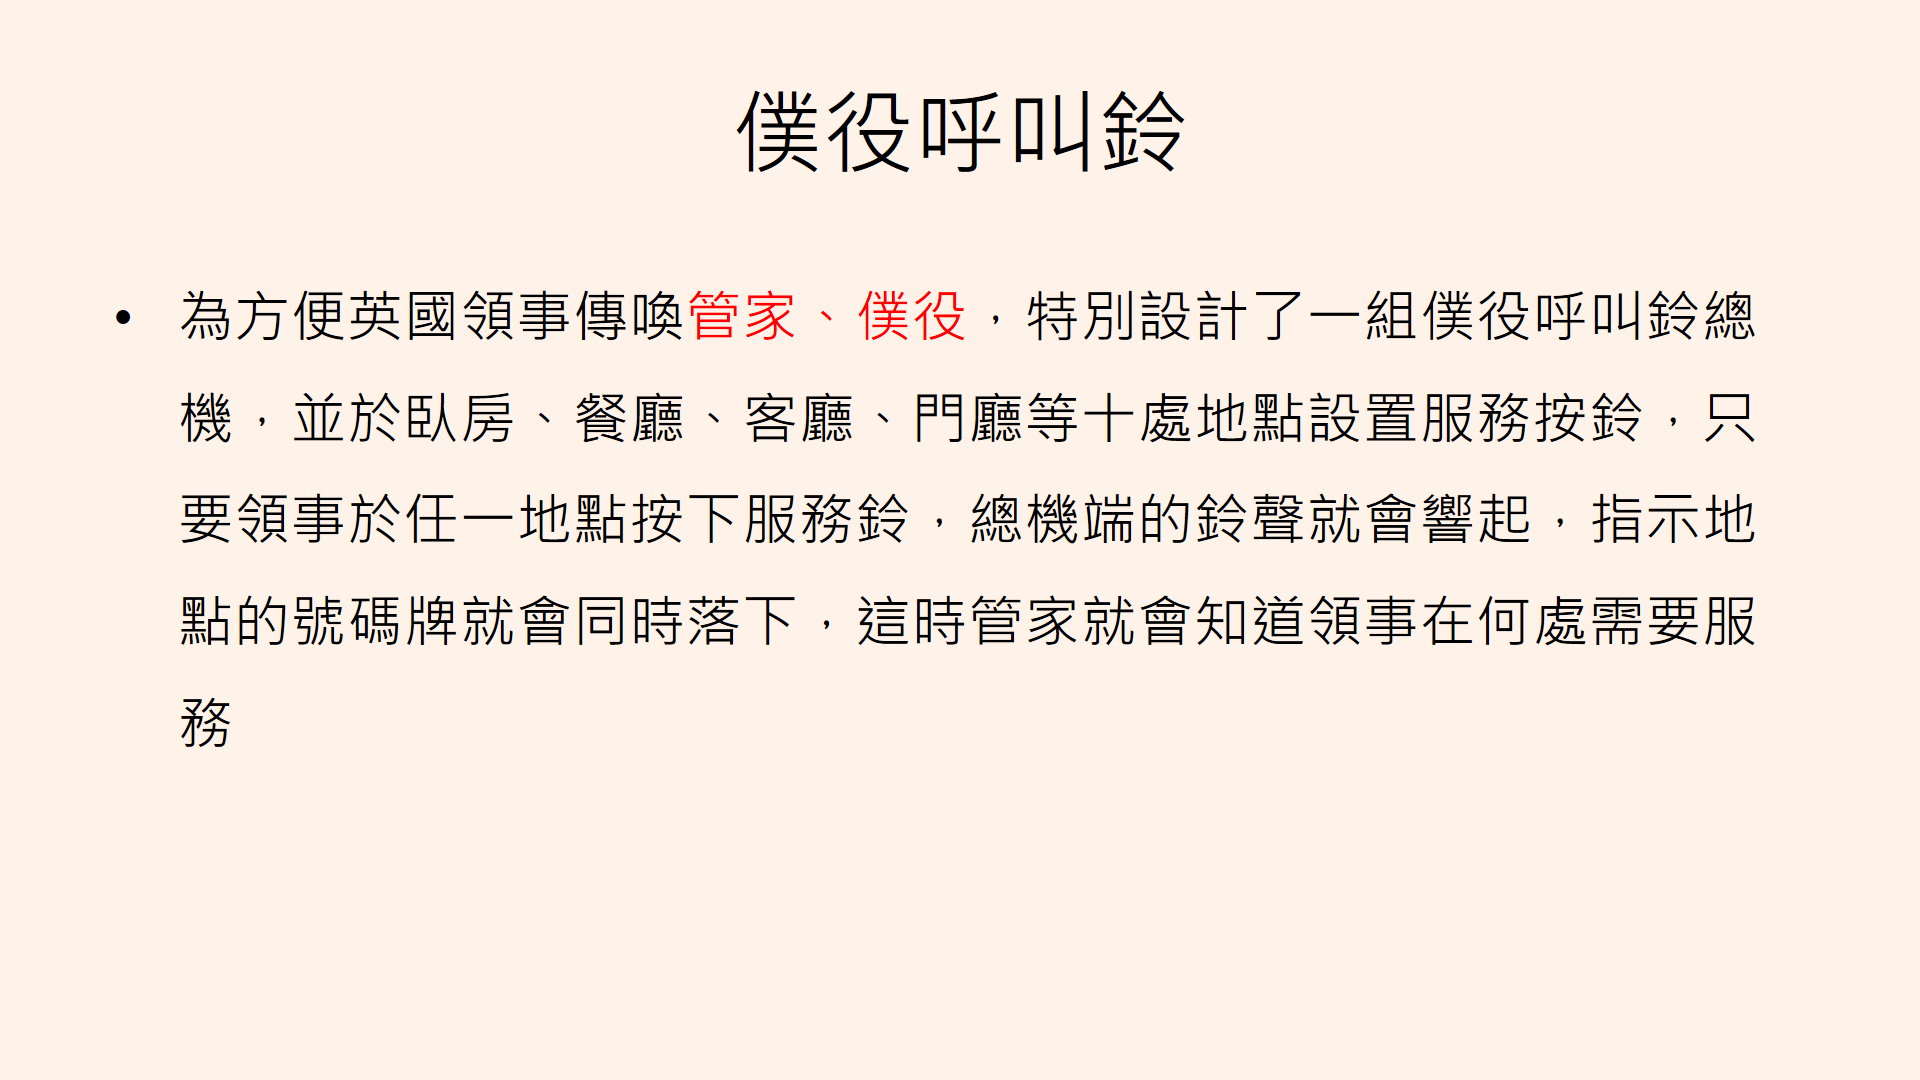 僕役呼叫鈴
• 為方便英國領事傳喚管家、僕役，特別設計了一組僕役呼叫鈴總
機，並於臥房、餐廳、客廳、門廳等十處地點設置服務按鈴，只
要領事於任一地點按下服務鈴，總機端的鈴聲就會響起，指示地
點的號碼牌就會同時落下，這時管家就會知道領事在何處需要服
務